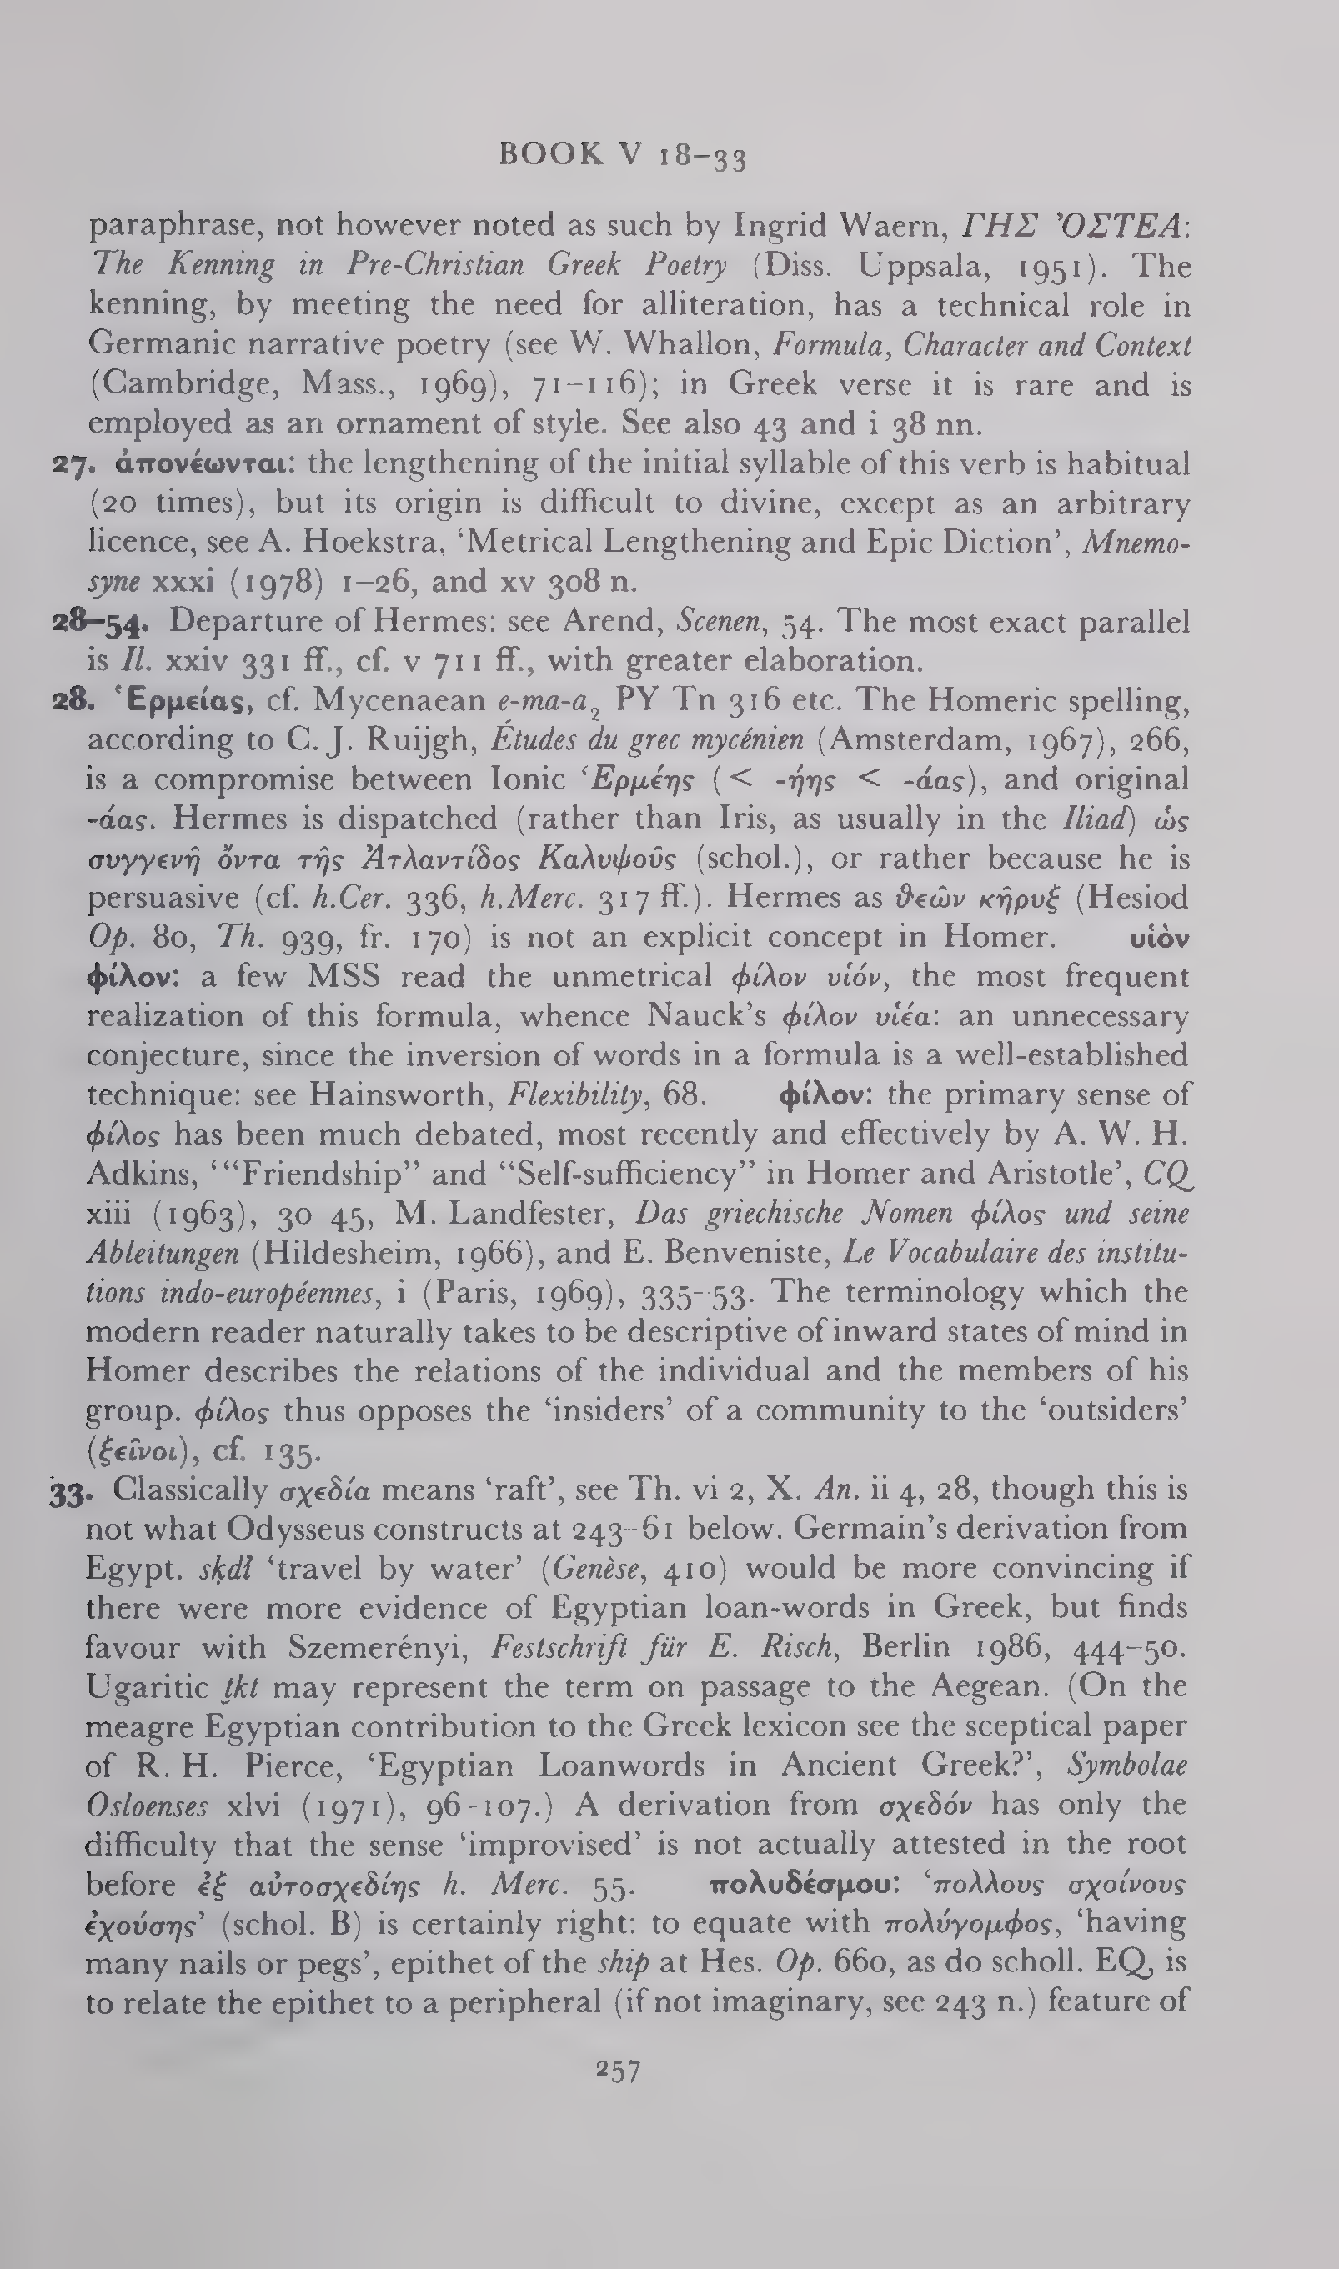 BOOK V 18–33
paraphrase, not however noted as such by Ingrid Waern, ΓΗΣ ’ΟΣΤΕΑ:
The Kenning in Pre-Christian Greek Poetry (Diss. Uppsala, 1951). The
kenning, by meeting the need for alliteration, has a technical role in
Germanic narrative poetry (see W. Whallon, Formula, Character and Context
(Cambridge, Mass., 1969), 71–116); in Greek verse it is rare and is
employed as an ornament of style. See also 43 and i 38 nn.
27. ἀπονέωνται: the lengthening of the initial syllable of this verb is habitual
(20 times), but its origin is difficult to divine, except as an arbitrary
licence, see A. Hoekstra, ‘Metrical Lengthening and Epic Diction’, Mnemo-
syne xxxi (1978) 1–26, and xv 308 n.
28–54. Departure of Hermes: see Arend, Scenen, 54. The most exact parallel
is Il. xxiv 331 ff., cf. v 711 ff., with greater elaboration.
28. Ἑρμείας, cf. Mycenaean e-ma-a₂ PY Tn 316 etc. The Homeric spelling,
according to C. J. Ruijgh, Études du grec mycénien (Amsterdam, 1967), 266,
is a compromise between Ionic Ἑρμέης (< -ήης < -άας), and original
-άας. Hermes is dispatched (rather than Iris, as usually in the Iliad) ὡς
συγγενῆ ὄντα τῆς Ἀτλαντίδος Καλυψοῦς (schol.), or rather because he is
persuasive (cf. h.Cer. 336, h.Merc. 317 ff.). Hermes as θεῶν κῆρυξ (Hesiod
Op. 80, Th. 939, fr. 170) is not an explicit concept in Homer. υἱὸν
φίλον: a few MSS read the unmetrical φίλον υἱόν, the most frequent
realization of this formula, whence Nauck’s φίλον υἱέα: an unnecessary
conjecture, since the inversion of words in a formula is a well-established
technique: see Hainsworth, Flexibility, 68. φίλον: the primary sense of
φίλος has been much debated, most recently and effectively by A. W. H.
Adkins, ‘“Friendship” and “Self-sufficiency” in Homer and Aristotle’, CQ
xiii (1963), 30–45, M. Landfester, Das griechische Nomen φίλος und seine
Ableitungen (Hildesheim, 1966), and E. Benveniste, Le Vocabulaire des institu-
tions indo-européennes, i (Paris, 1969), 335–53. The terminology which the
modern reader naturally takes to be descriptive of inward states of mind in
Homer describes the relations of the individual and the members of his
group. φίλος thus opposes the ‘insiders’ of a community to the ‘outsiders’
(ξεῖνοι), cf. 135.
33. Classically σχεδία means ‘raft’, see Th. vi 2, X. An. ii 4, 28, though this is
not what Odysseus constructs at 243–61 below. Germain’s derivation from
Egypt. sḳdỉ ‘travel by water’ (Genèse, 410) would be more convincing if
there were more evidence of Egyptian loan-words in Greek, but finds
favour with Szemerényi, Festschrift für E. Risch, Berlin 1986, 444–50.
Ugaritic ṯkt may represent the term on passage to the Aegean. (On the
meagre Egyptian contribution to the Greek lexicon see the sceptical paper
of R. H. Pierce, ‘Egyptian Loanwords in Ancient Greek?’, Symbolae
Osloenses xlvi (1971), 96–107.) A derivation from σχεδόν has only the
difficulty that the sense ‘improvised’ is not actually attested in the root
before ἐξ αὐτοσχεδίης h. Merc. 55. πολυδέσμου: ‘πολλοὺς σχοίνους
ἐχούσης’ (schol. B) is certainly right: to equate with πολύγομφος, ‘having
many nails or pegs’, epithet of the ship at Hes. Op. 660, as do scholl. EQ, is
to relate the epithet to a peripheral (if not imaginary, see 243 n.) feature of
257